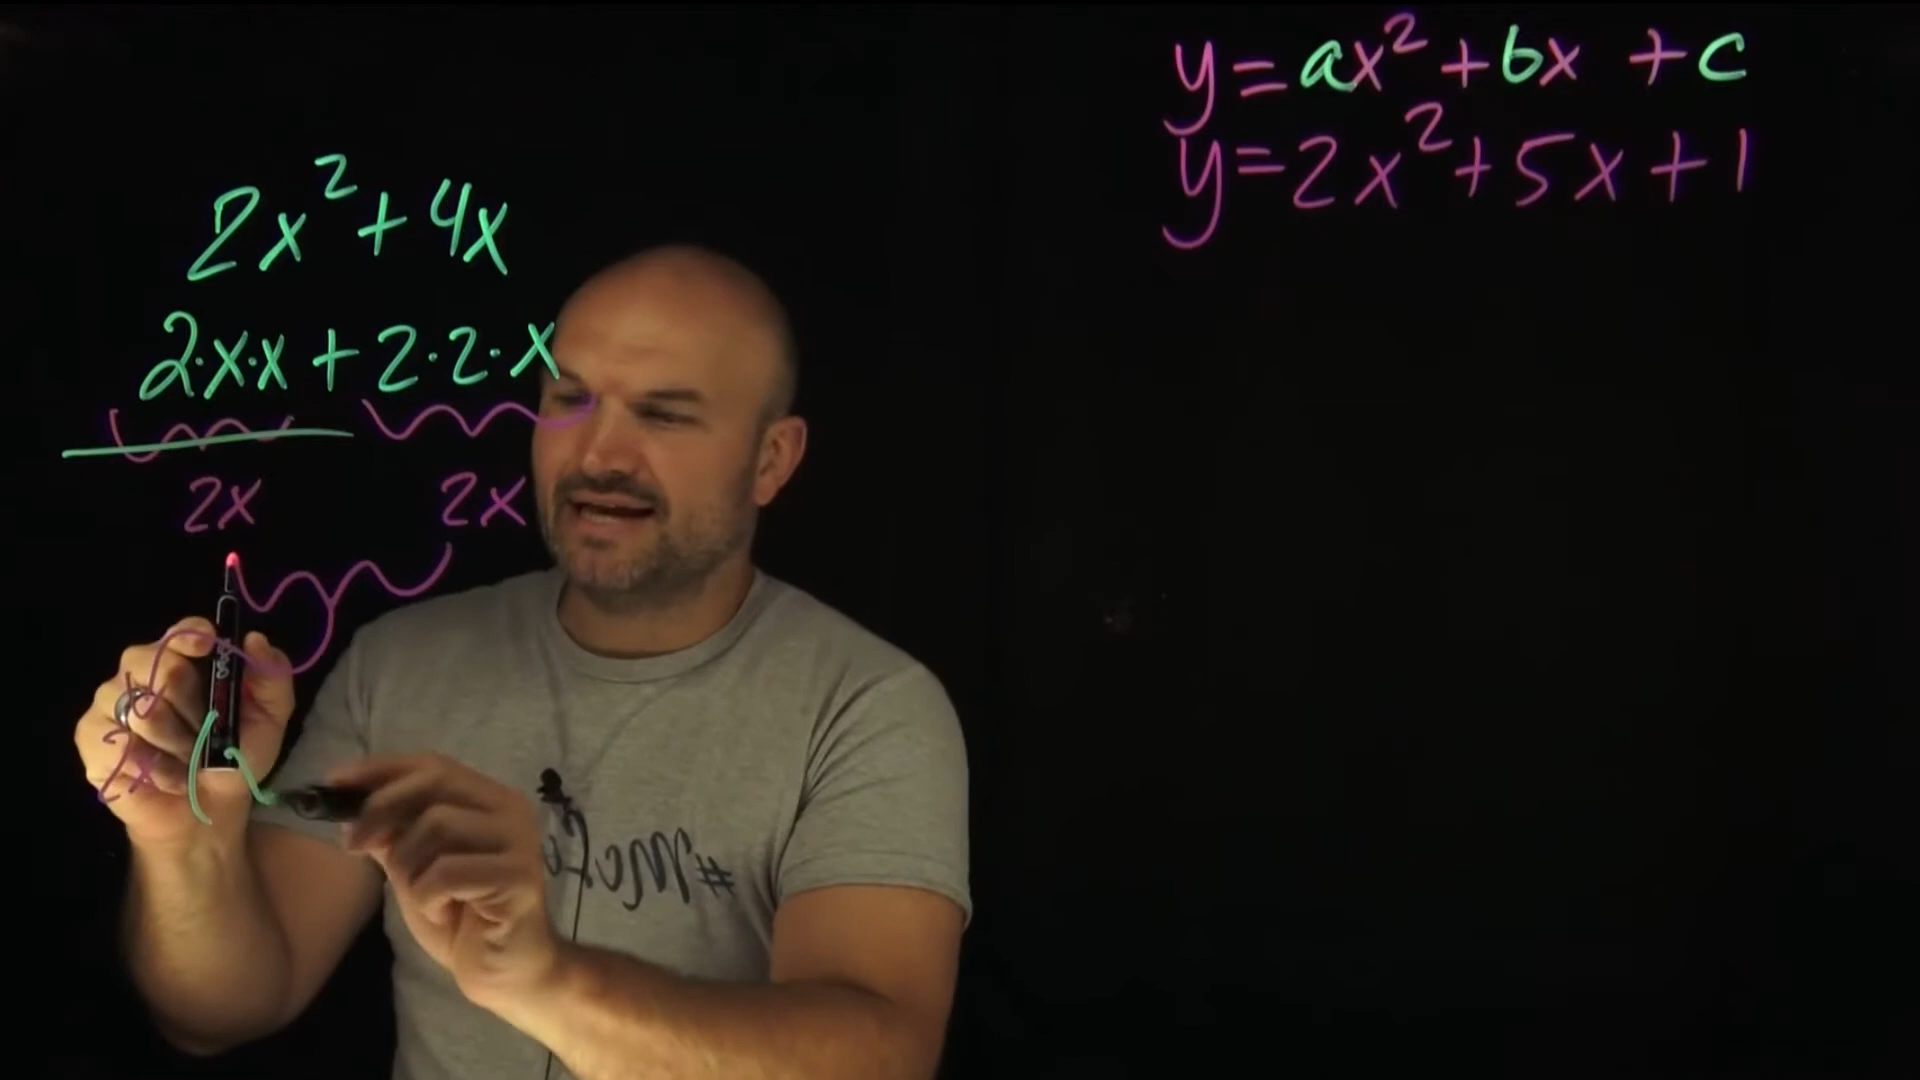 y=ax²+bx+c
y=2x²+5x+1
2x²+4x
2·x·x+2·2·x
2x 2x
2x(